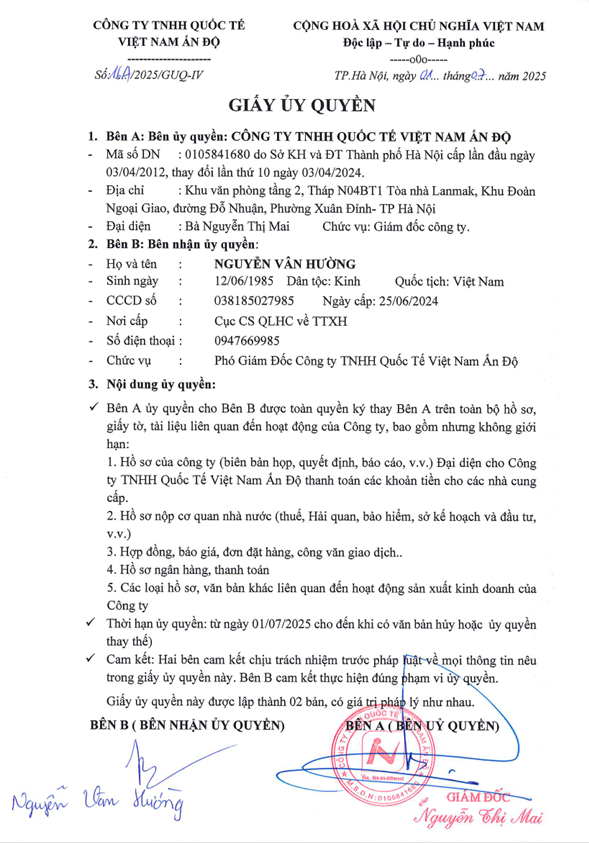 CÔNG TY TNHH QUỐC TẾ
VIỆT NAM ẤN ĐỘ
---------------------
Số:16A/2025/GUQ-IV
CỘNG HOÀ XÃ HỘI CHỦ NGHĨA VIỆT NAM
Độc lập – Tự do – Hạnh phúc
-----o0o-----
TP.Hà Nội, ngày 01... tháng 07... năm 2025
GIẤY ỦY QUYỀN
1. Bên A: Bên ủy quyền: CÔNG TY TNHH QUỐC TẾ VIỆT NAM ẤN ĐỘ
- Mã số DN : 0105841680 do Sở KH và ĐT Thành phố Hà Nội cấp lần đầu ngày
03/04/2012, thay đổi lần thứ 10 ngày 03/04/2024.
- Địa chỉ : Khu văn phòng tầng 2, Tháp N04BT1 Tòa nhà Lanmak, Khu Đoàn
Ngoại Giao, đường Đỗ Nhuận, Phường Xuân Đỉnh- TP Hà Nội
- Đại diện : Bà Nguyễn Thị Mai Chức vụ: Giám đốc công ty.
2. Bên B: Bên nhận ủy quyền:
- Họ và tên : NGUYỄN VÂN HƯỜNG
- Sinh ngày : 12/06/1985 Dân tộc: Kinh Quốc tịch: Việt Nam
- CCCD số : 038185027985 Ngày cấp: 25/06/2024
- Nơi cấp : Cục CS QLHC về TTXH
- Số điện thoại : 0947669985
- Chức vụ : Phó Giám Đốc Công ty TNHH Quốc Tế Việt Nam Ấn Độ
3. Nội dung ủy quyền:
✓ Bên A ủy quyền cho Bên B được toàn quyền ký thay Bên A trên toàn bộ hồ sơ,
giấy tờ, tài liệu liên quan đến hoạt động của Công ty, bao gồm nhưng không giới
hạn:
1. Hồ sơ của công ty (biên bản họp, quyết định, báo cáo, v.v.) Đại diện cho Công
ty TNHH Quốc Tế Việt Nam Ấn Độ thanh toán các khoản tiền cho các nhà cung
cấp.
2. Hồ sơ nộp cơ quan nhà nước (thuế, Hải quan, bảo hiểm, sở kế hoạch và đầu tư,
v.v.)
3. Hợp đồng, báo giá, đơn đặt hàng, công văn giao dịch..
4. Hồ sơ ngân hàng, thanh toán
5. Các loại hồ sơ, văn bản khác liên quan đến hoạt động sản xuất kinh doanh của
Công ty
✓ Thời hạn ủy quyền: từ ngày 01/07/2025 cho đến khi có văn bản hủy hoặc ủy quyền
thay thế)
✓ Cam kết: Hai bên cam kết chịu trách nhiệm trước pháp luật về mọi thông tin nêu
trong giấy ủy quyền này. Bên B cam kết thực hiện đúng phạm vi ủy quyền.
Giấy ủy quyền này được lập thành 02 bản, có giá trị pháp lý như nhau.
BÊN B ( BÊN NHẬN ỦY QUYỀN)
BÊN A ( BÊN UỶ QUYỀN)
Nguyễn Vân Hường
GIÁM ĐỐC
Nguyễn Thị Mai